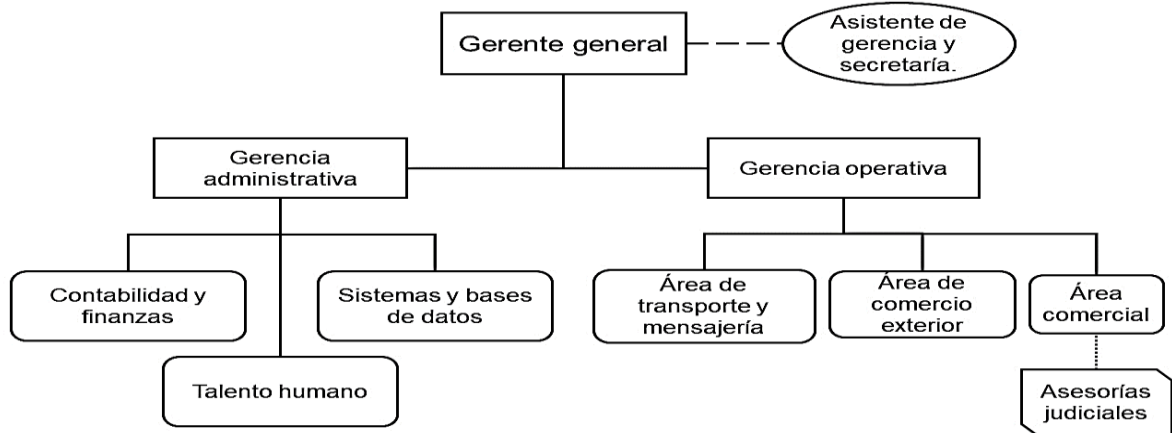 Gerente general
Asistente de
gerencia y
secretaría.
Gerencia
administrativa
Gerencia operativa
Contabilidad y
finanzas
Sistemas y bases
de datos
Talento humano
Área de
transporte y
mensajería
Área de
comercio
exterior
Área
comercial
Asesorías
judiciales